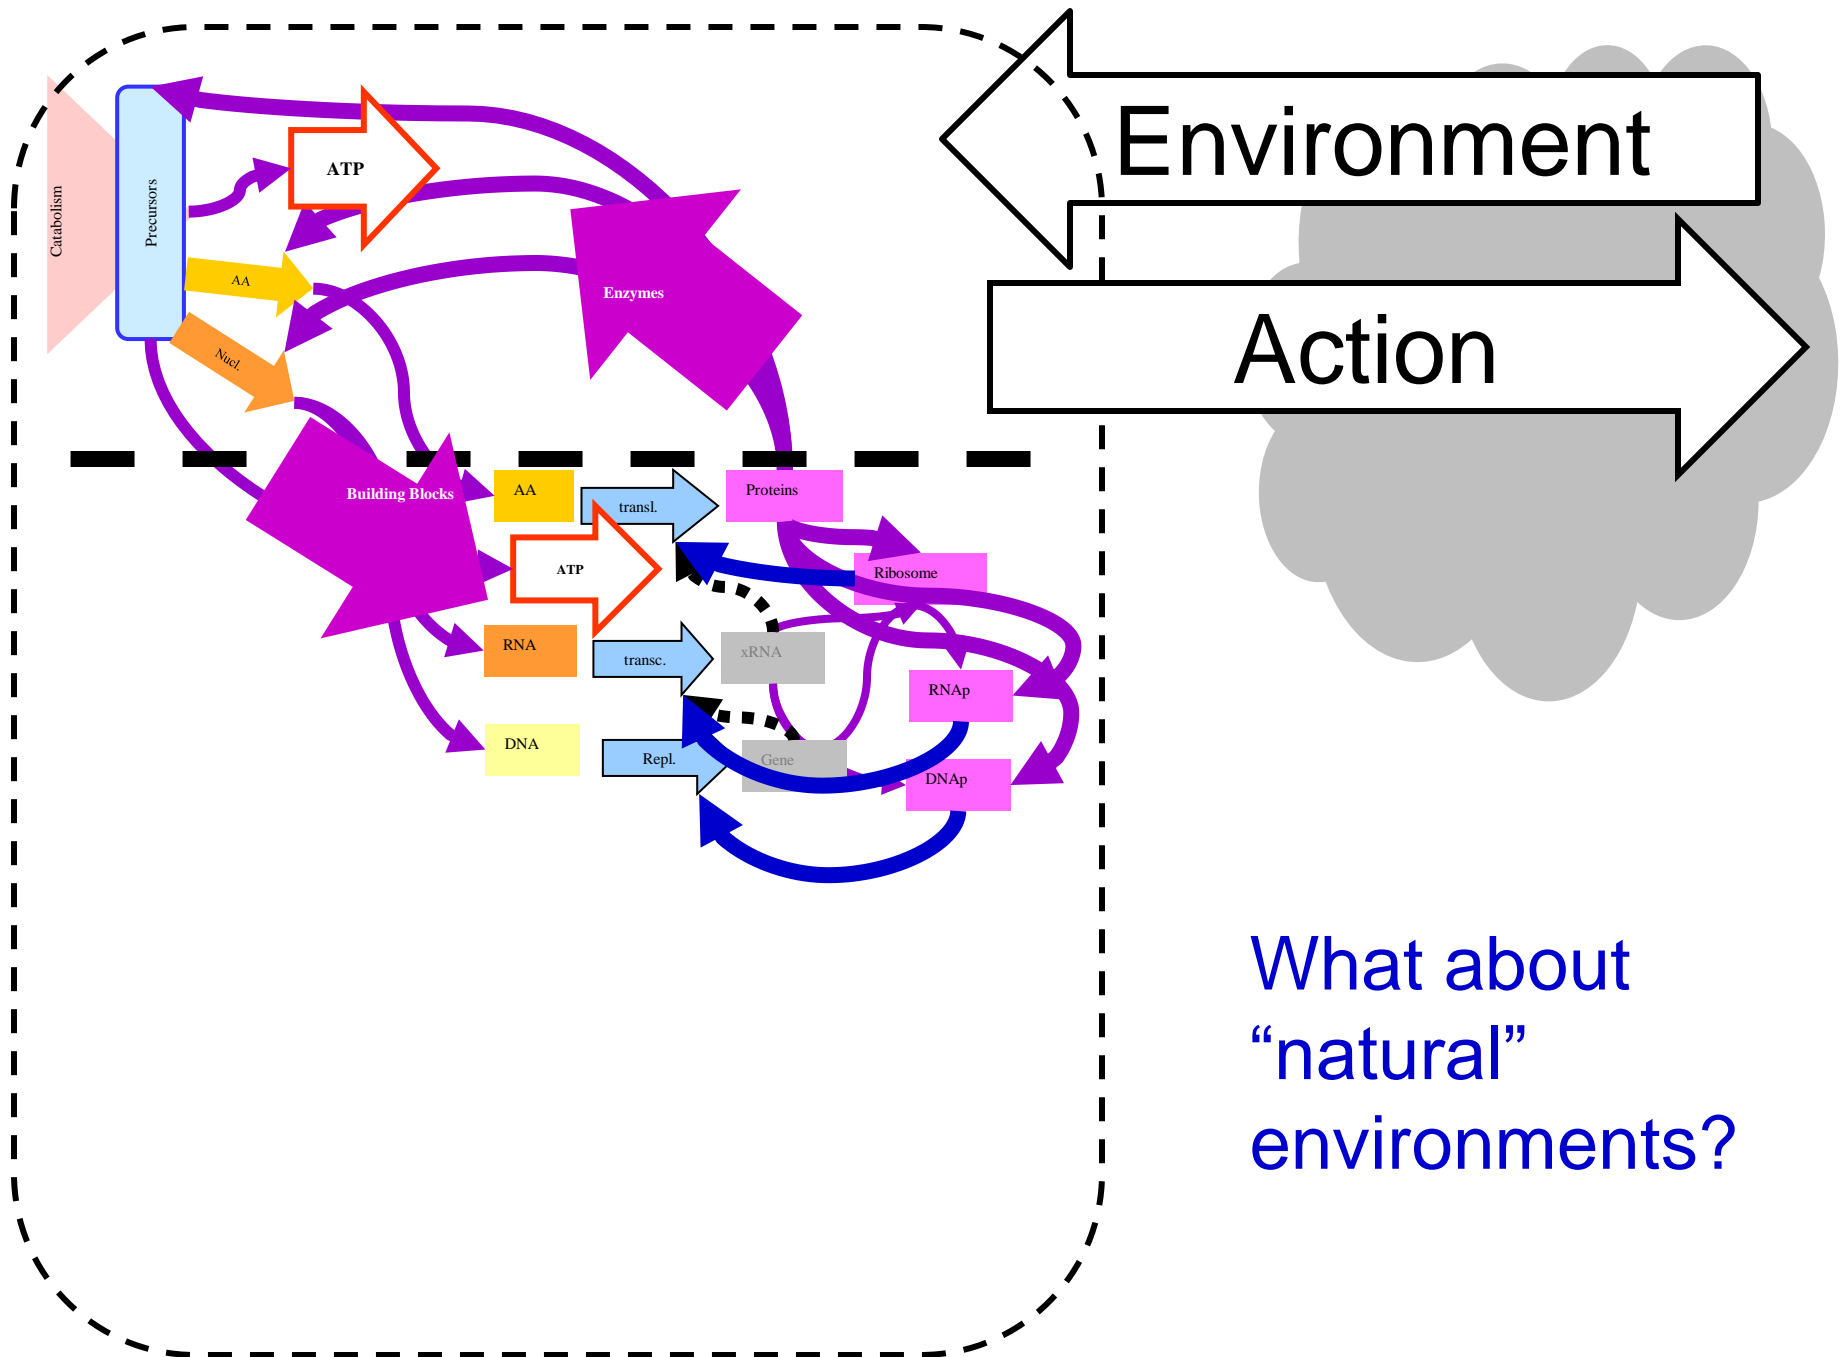 Environment
Action
Catabolism
Precursors
ATP
AA
Nucl.
Enzymes
Building Blocks
AA
transl.
Proteins
ATP
Ribosome
RNA
transc.
xRNA
RNAp
DNA
Repl.
Gene
DNAp
What about
“natural”
environments?